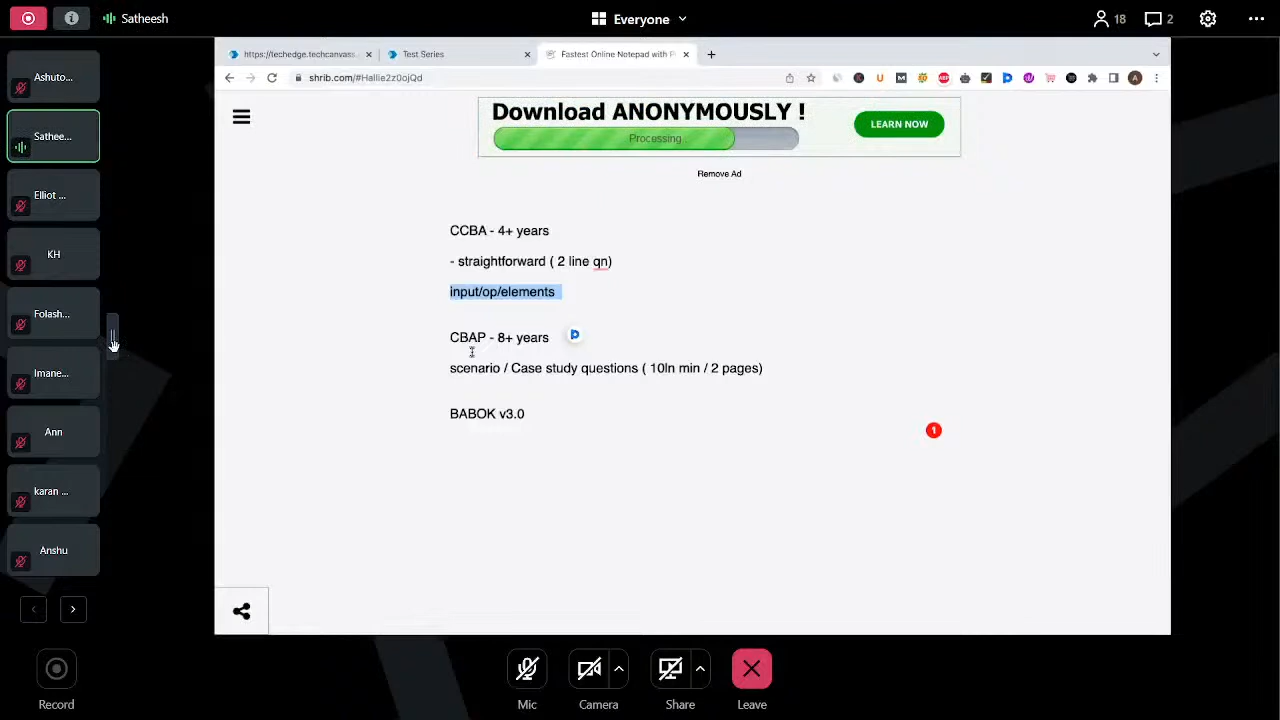 Satheesh
Everyone
18
2
Ashuto...
Sathee...
Elliot ...
KH
Folash...
Imane...
Ann
karan ...
Anshu
https://techedge.techcanvass.
Test Series
Fastest Online Notepad with P
shrib.com/#Hallie2z0ojQd
A
Download ANONYMOUSLY !
Processing
LEARN NOW
Remove Ad
CCBA - 4+ years
- straightforward ( 2 line qn)
input/op/elements
CBAP - 8+ years
scenario / Case study questions ( 10ln min / 2 pages)
BABOK v3.0
1
Record
Mic
Camera
Share
Leave